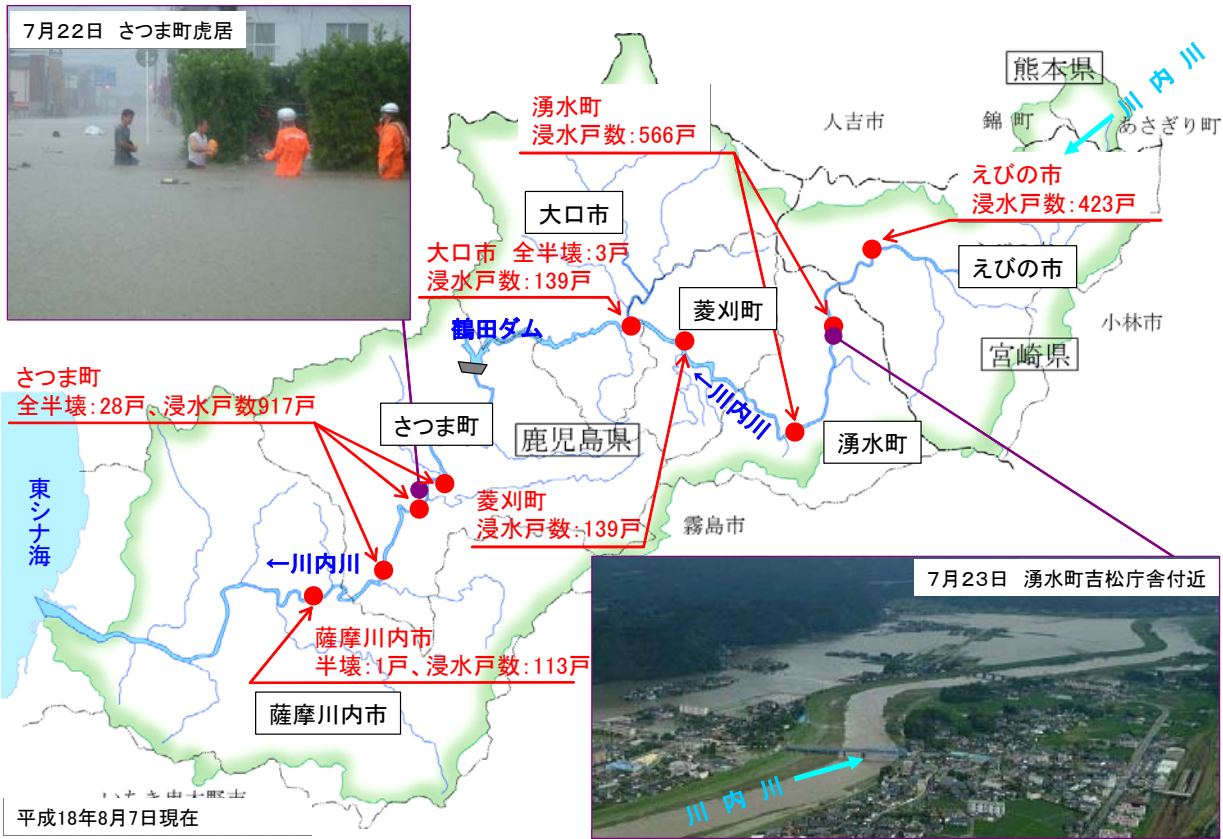 7月22日 さつま町虎居
熊本県
川内川
人吉市
錦町
あさぎり町
湧水町
浸水戸数：566戸
えびの市
浸水戸数：423戸
大口市
大口市 全半壊：3戸
浸水戸数：139戸
えびの市
菱刈町
小林市
鶴田ダム
宮崎県
さつま町
全半壊：28戸、浸水戸数917戸
←川内川
さつま町
鹿児島県
湧水町
東シナ海
菱刈町
浸水戸数：139戸
霧島市
←川内川
7月23日 湧水町吉松庁舎付近
薩摩川内市
半壊：1戸、浸水戸数：113戸
薩摩川内市
川内川
平成18年8月7日現在